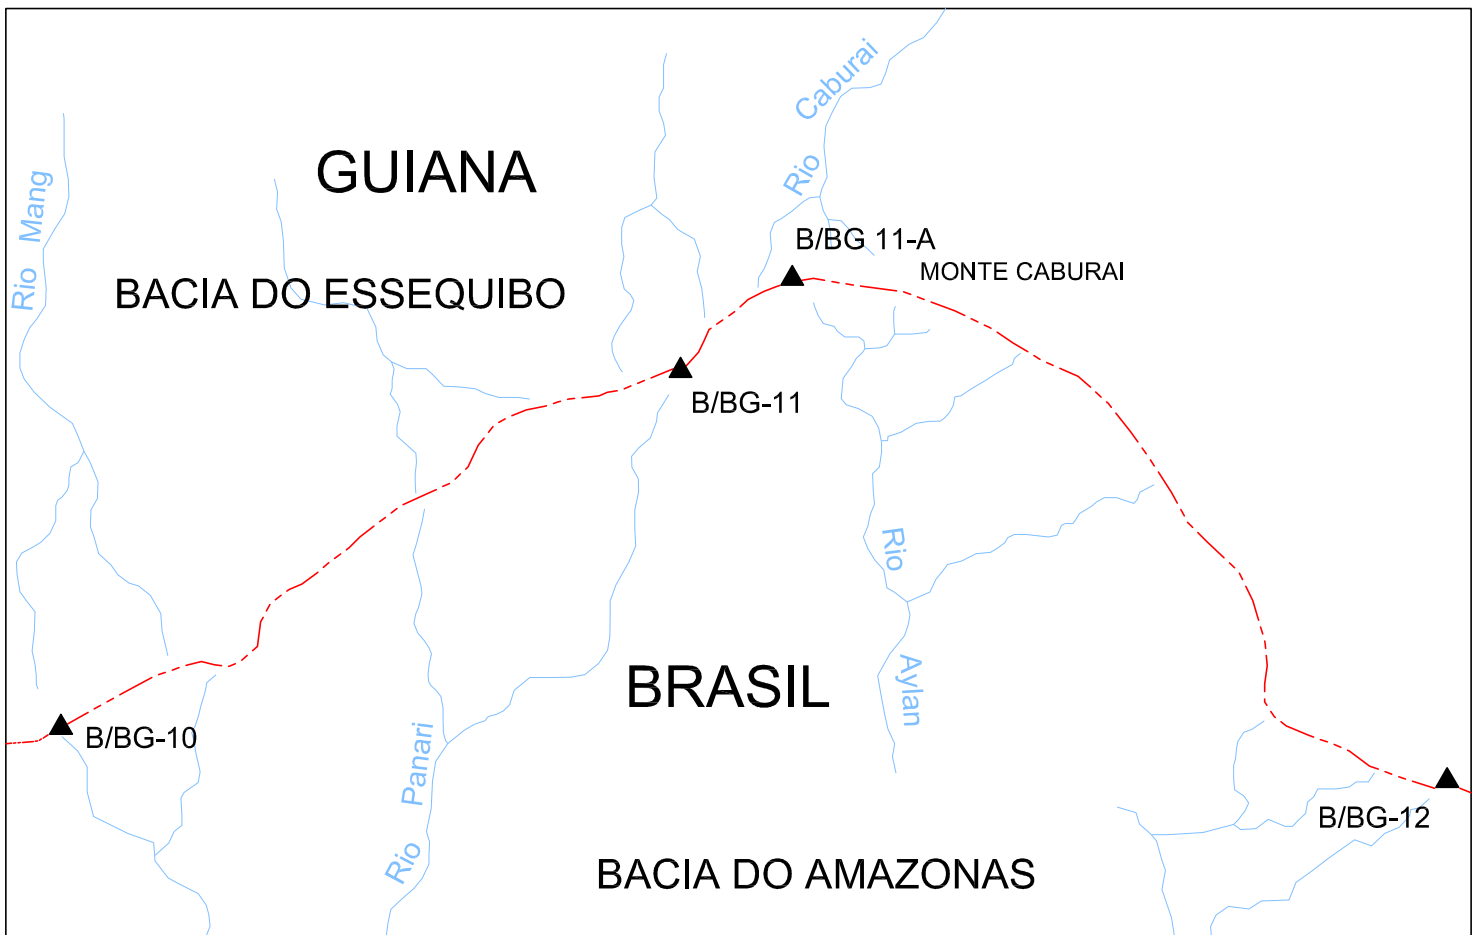 Rio Caburai
GUIANA
Rio Mang
B/BG 11-A
MONTE CABURAI
BACIA DO ESSEQUIBO
B/BG-11
Rio Aylan
BRASIL
B/BG-10
Rio Panari
B/BG-12
BACIA DO AMAZONAS